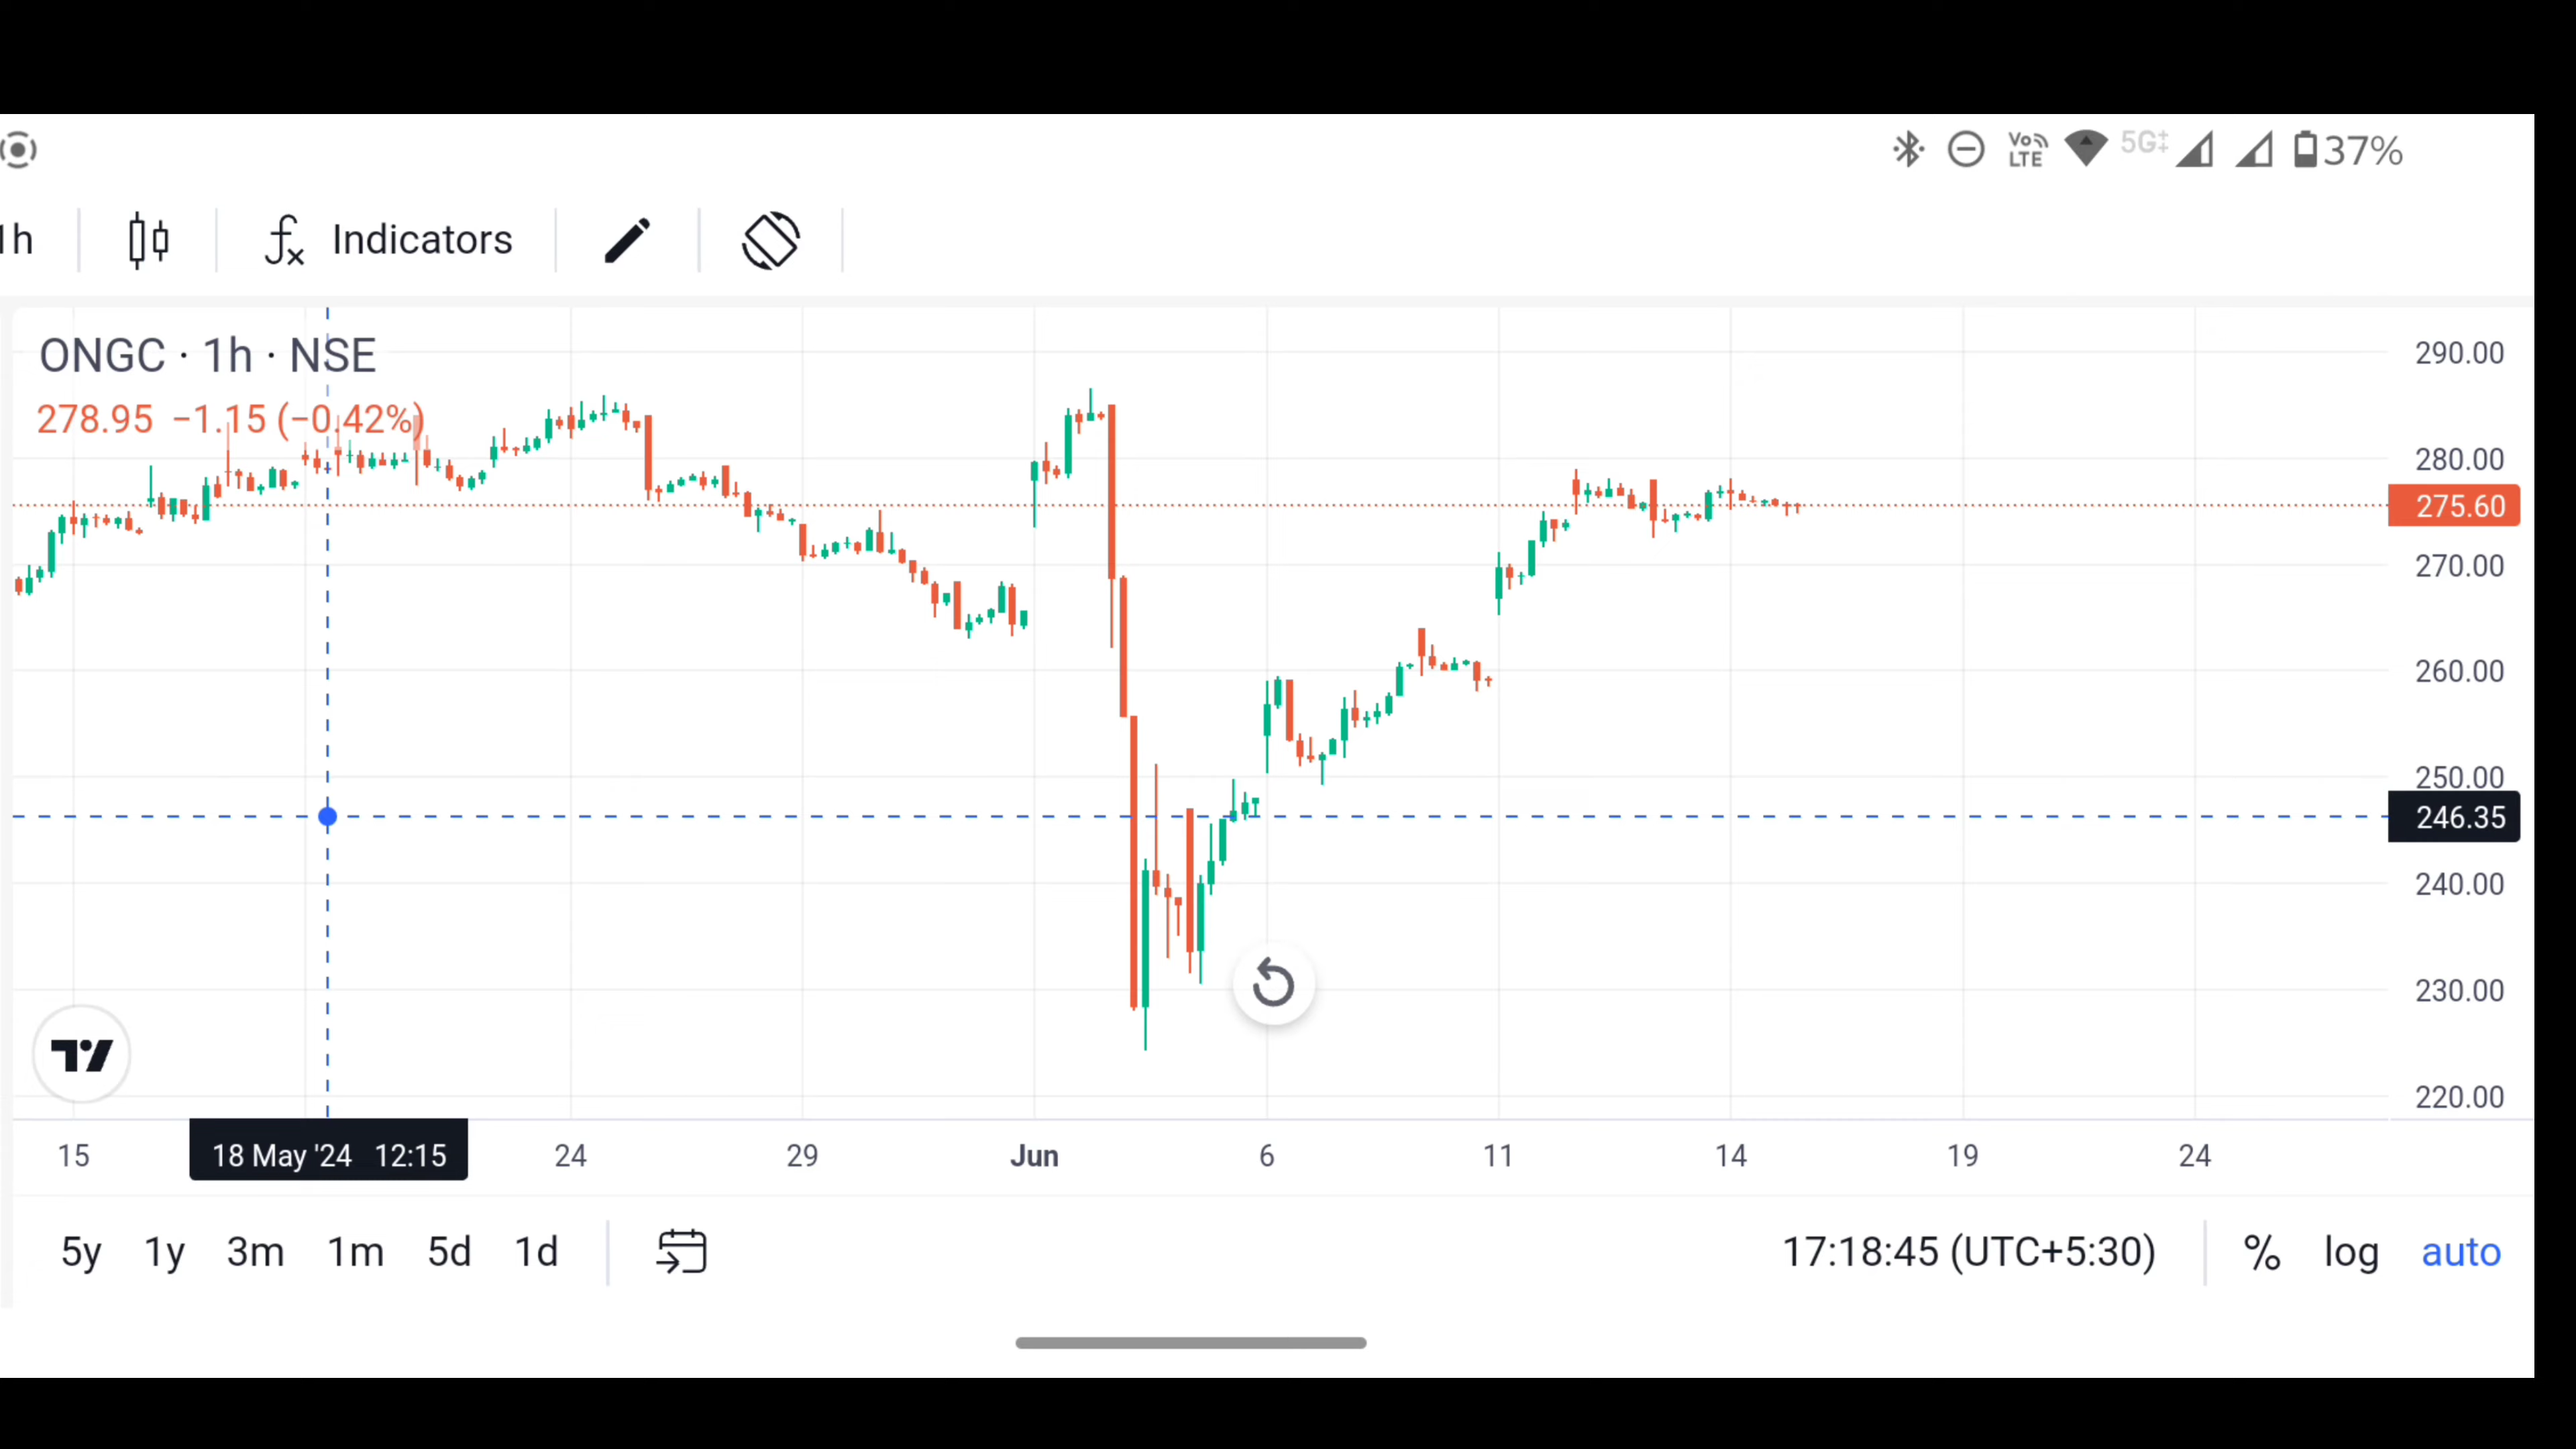 Vo LTE 5G 37%
1h Indicators
ONGC · 1h · NSE
278.95 −1.15 (−0.42%)
290.00
280.00
275.60
270.00
260.00
250.00
246.35
240.00
230.00
220.00
15 18 May '24 12:15 24 29 Jun 6 11 14 19 24
5y 1y 3m 1m 5d 1d 17:18:45 (UTC+5:30) % log auto